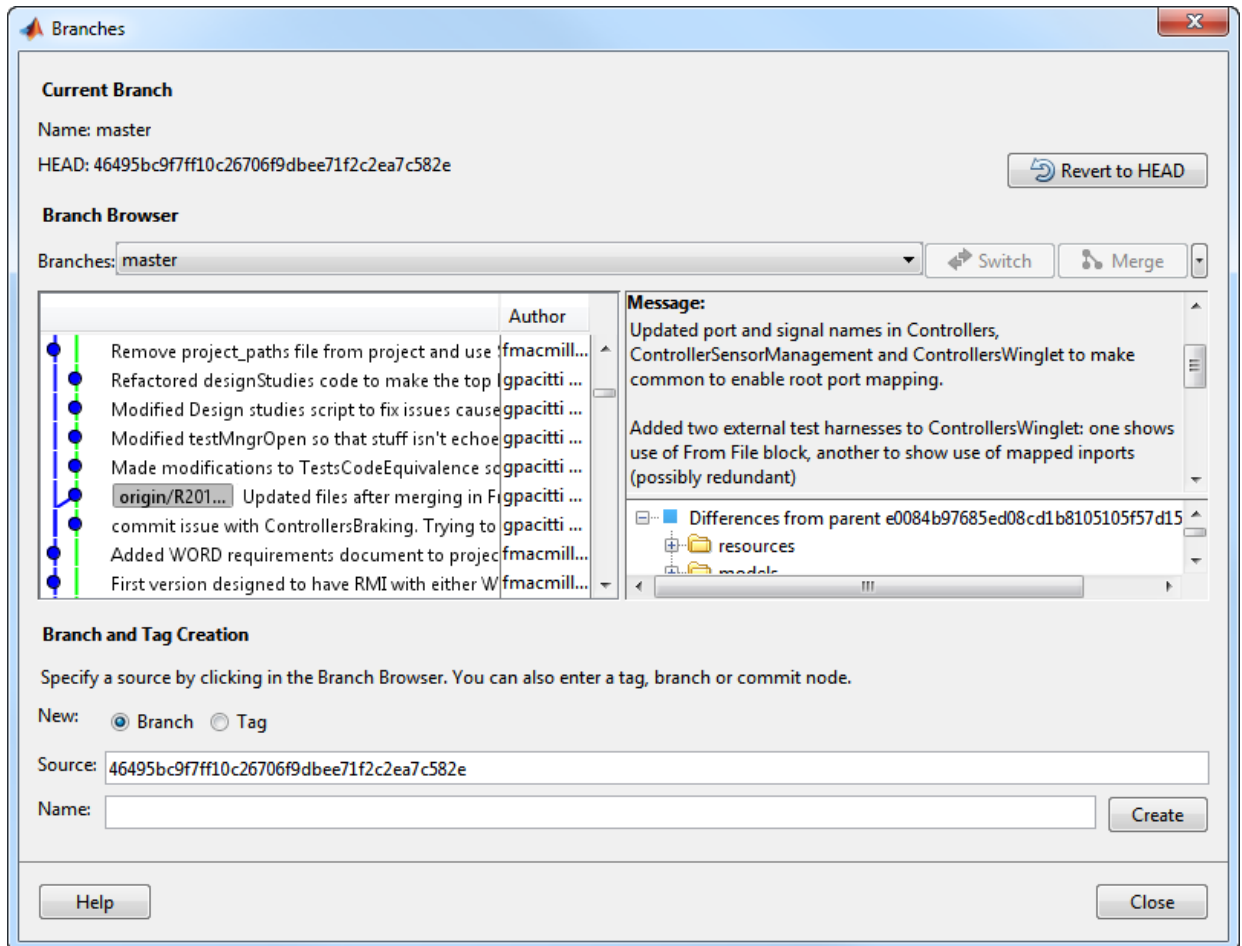 Branches
Current Branch
Name: master
HEAD: 46495bc9f7ff10c26706f9dbee71f2c2ea7c582e
Revert to HEAD
Branch Browser
Branches: master
Switch
Merge
Author
Remove project_paths file from project and use fmacmill...
Refactored designStudies code to make the top gpacitti ...
Modified Design studies script to fix issues cause gpacitti ...
Modified testMngrOpen so that stuff isn't echoe gpacitti ...
Made modifications to TestsCodeEquivalence sc gpacitti ...
origin/R201... Updated files after merging in Fr gpacitti ...
commit issue with ControllersBraking. Trying to gpacitti ...
Added WORD requirements document to projec fmacmill...
First version designed to have RMI with either W fmacmill...
Message:
Updated port and signal names in Controllers,
ControllerSensorManagement and ControllersWinglet to make
common to enable root port mapping.
Added two external test harnesses to ControllersWinglet: one shows
use of From File block, another to show use of mapped inports
(possibly redundant)
Differences from parent e0084b97685ed08cd1b8105105f57d15
resources
models
Branch and Tag Creation
Specify a source by clicking in the Branch Browser. You can also enter a tag, branch or commit node.
New: Branch Tag
Source: 46495bc9f7ff10c26706f9dbee71f2c2ea7c582e
Name:
Create
Help
Close